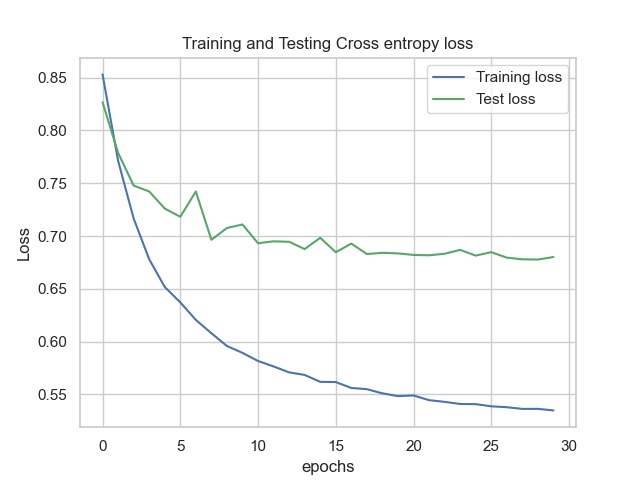 Training and Testing Cross entropy loss
Training loss
Test loss
0.85
0.80
0.75
0.70
0.65
0.60
0.55
Loss
0 5 10 15 20 25 30
epochs